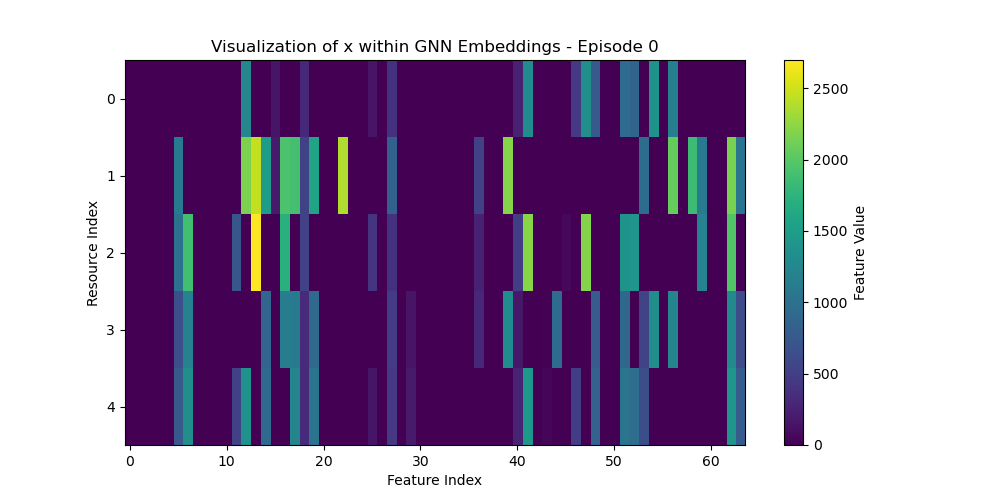 Visualization of x within GNN Embeddings - Episode 0
Resource Index
0
1
2
3
4
0 10 20 30 40 50 60
Feature Index
2500
2000
1500
1000
500
0
Feature Value